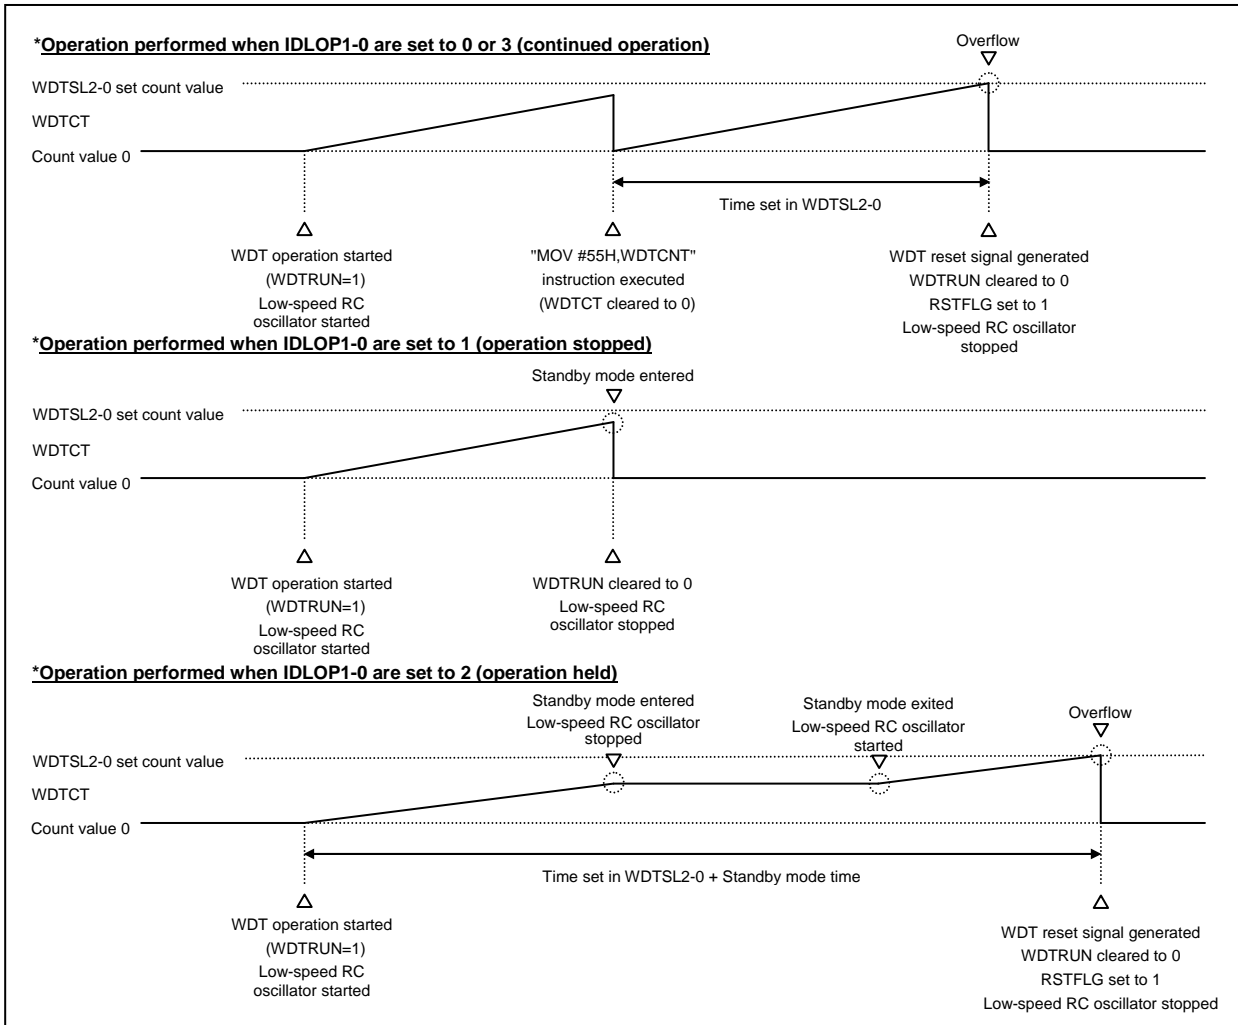 *Operation performed when IDLOP1-0 are set to 0 or 3 (continued operation)
Overflow
WDTSL2-0 set count value
WDTCT
Count value 0
Time set in WDTSL2-0
WDT operation started
(WDTRUN=1)
Low-speed RC
oscillator started
"MOV #55H,WDTCNT"
instruction executed
(WDTCT cleared to 0)
WDT reset signal generated
WDTRUN cleared to 0
RSTFLG set to 1
Low-speed RC oscillator
stopped
*Operation performed when IDLOP1-0 are set to 1 (operation stopped)
Standby mode entered
WDTSL2-0 set count value
WDTCT
Count value 0
WDT operation started
(WDTRUN=1)
Low-speed RC
oscillator started
WDTRUN cleared to 0
Low-speed RC
oscillator stopped
*Operation performed when IDLOP1-0 are set to 2 (operation held)
Standby mode entered
Low-speed RC oscillator
stopped
Standby mode exited
Low-speed RC oscillator
started
Overflow
WDTSL2-0 set count value
WDTCT
Count value 0
Time set in WDTSL2-0 + Standby mode time
WDT operation started
(WDTRUN=1)
Low-speed RC
oscillator started
WDT reset signal generated
WDTRUN cleared to 0
RSTFLG set to 1
Low-speed RC oscillator stopped